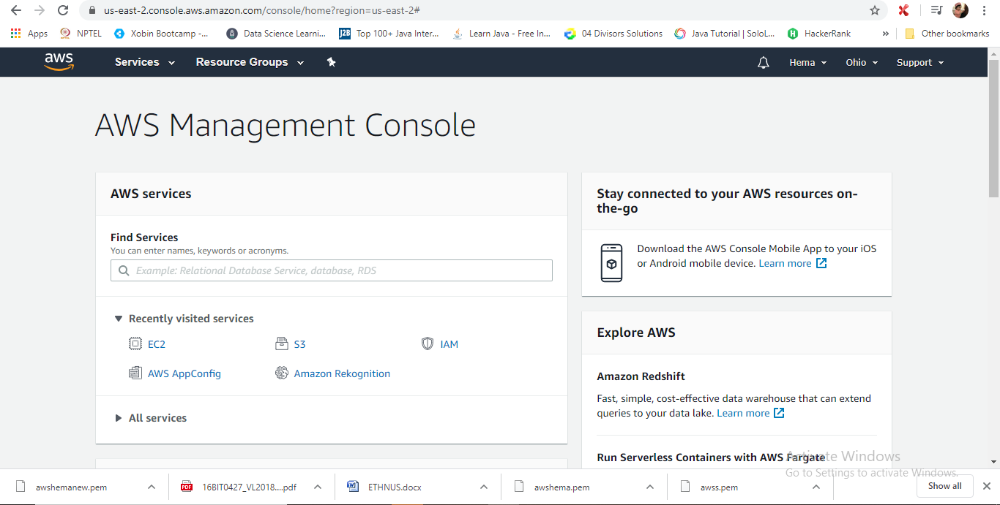 us-east-2.console.aws.amazon.com/console/home?region=us-east-2#
Apps NPTEL Xobin Bootcamp -... Data Science Learni... J2B Top 100+ Java Inter... Learn Java - Free In... 04 Divisors Solutions Java Tutorial | SoloL... HackerRank » Other bookmarks
aws Services Resource Groups Hema Ohio Support
AWS Management Console
AWS services
Find Services
You can enter names, keywords or acronyms.
Example: Relational Database Service, database, RDS
Recently visited services
EC2 S3 IAM
AWS AppConfig Amazon Rekognition
All services
Stay connected to your AWS resources on-
the-go
Download the AWS Console Mobile App to your iOS
or Android mobile device. Learn more
Explore AWS
Amazon Redshift
Fast, simple, cost-effective data warehouse that can extend
queries to your data lake. Learn more
Run Serverless Containers with AWS Fargate
Activate Windows
Go to Settings to activate Windows.
awshemanew.pem PDF 16BIT0427_VL2018....pdf ETHNUS.docx awshema.pem awss.pem Show all